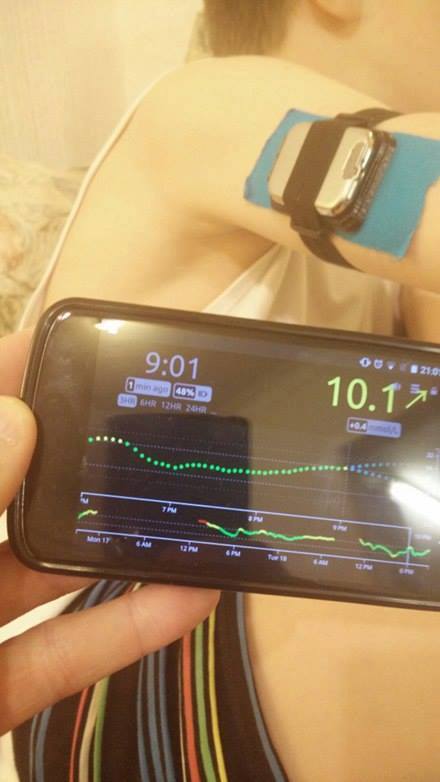 21:0
9:01
10.1
1 min ago 48%
+0.4 mmol/L
3HR 6HR 12HR 24HR
PM 7 PM 8 PM 9 PM
Mon 17 6 AM 12 PM 6 PM Tue 18 6 AM 12 PM 6 PM